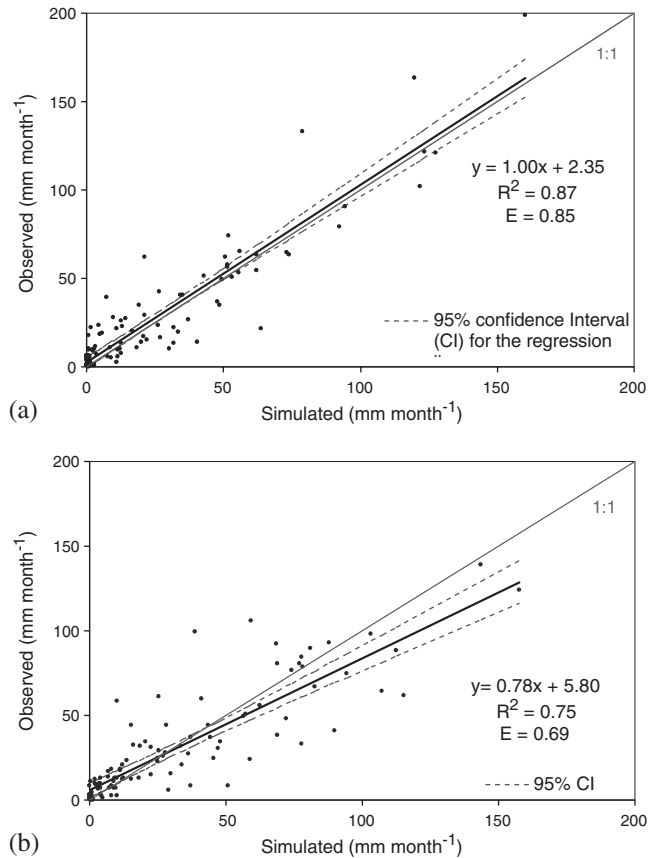 200
150
100
50
0
Observed (mm month-1)
1:1
y = 1.00x + 2.35
R2 = 0.87
E = 0.85
95% confidence Interval
(CI) for the regression
0
50
100
150
200
Simulated (mm month-1)
(a)
200
150
100
50
0
Observed (mm month-1)
1:1
y= 0.78x + 5.80
R2 = 0.75
E = 0.69
95% CI
0
50
100
150
200
Simulated (mm month-1)
(b)